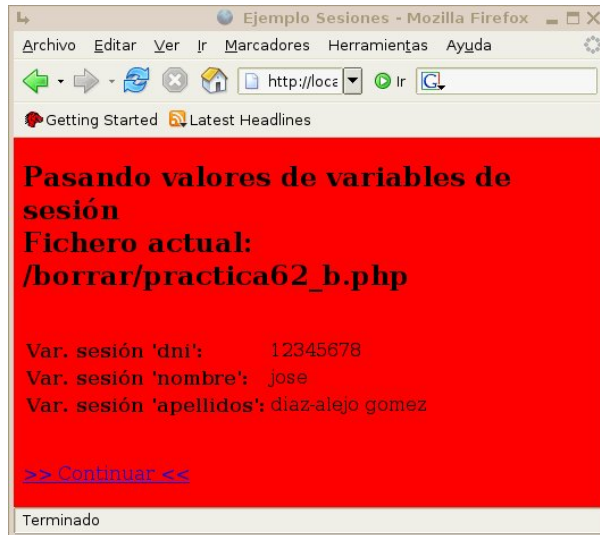 Ejemplo Sesiones - Mozilla Firefox
Archivo Editar Ver Ir Marcadores Herramientas Ayuda
http://loca Ir G
Getting Started Latest Headlines
Pasando valores de variables de
sesión
Fichero actual:
/borrar/practica62_b.php
Var. sesión 'dni': 12345678
Var. sesión 'nombre': jose
Var. sesión 'apellidos': diaz-alejo gomez
>> Continuar <<
Terminado